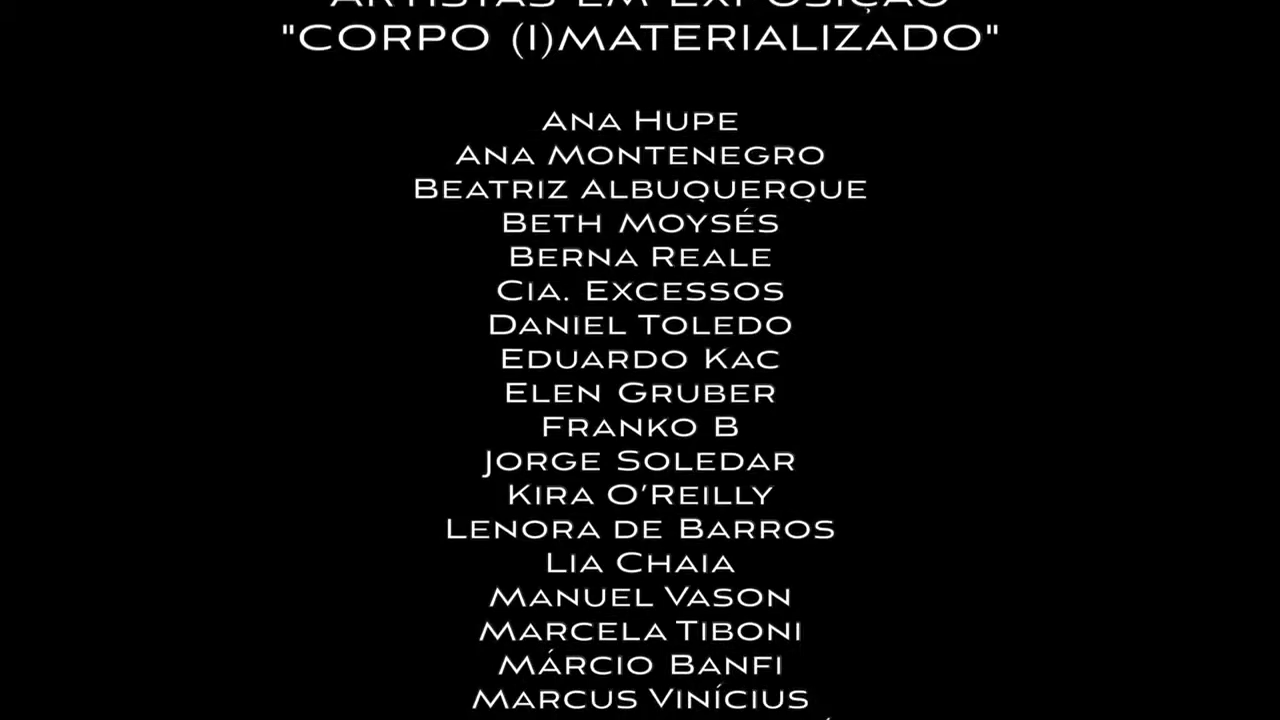 ARTISTAS EM EXPOSIÇÃO
"CORPO (I)MATERIALIZADO"
ANA HUPE
ANA MONTENEGRO
BEATRIZ ALBUQUERQUE
BETH MOYSÉS
BERNA REALE
CIA. EXCESSOS
DANIEL TOLEDO
EDUARDO KAC
ELEN GRUBER
FRANKO B
JORGE SOLEDAR
KIRA O’REILLY
LENORA DE BARROS
LIA CHAIA
MANUEL VASON
MARCELA TIBONI
MÁRCIO BANFI
MARCUS VINÍCIUS